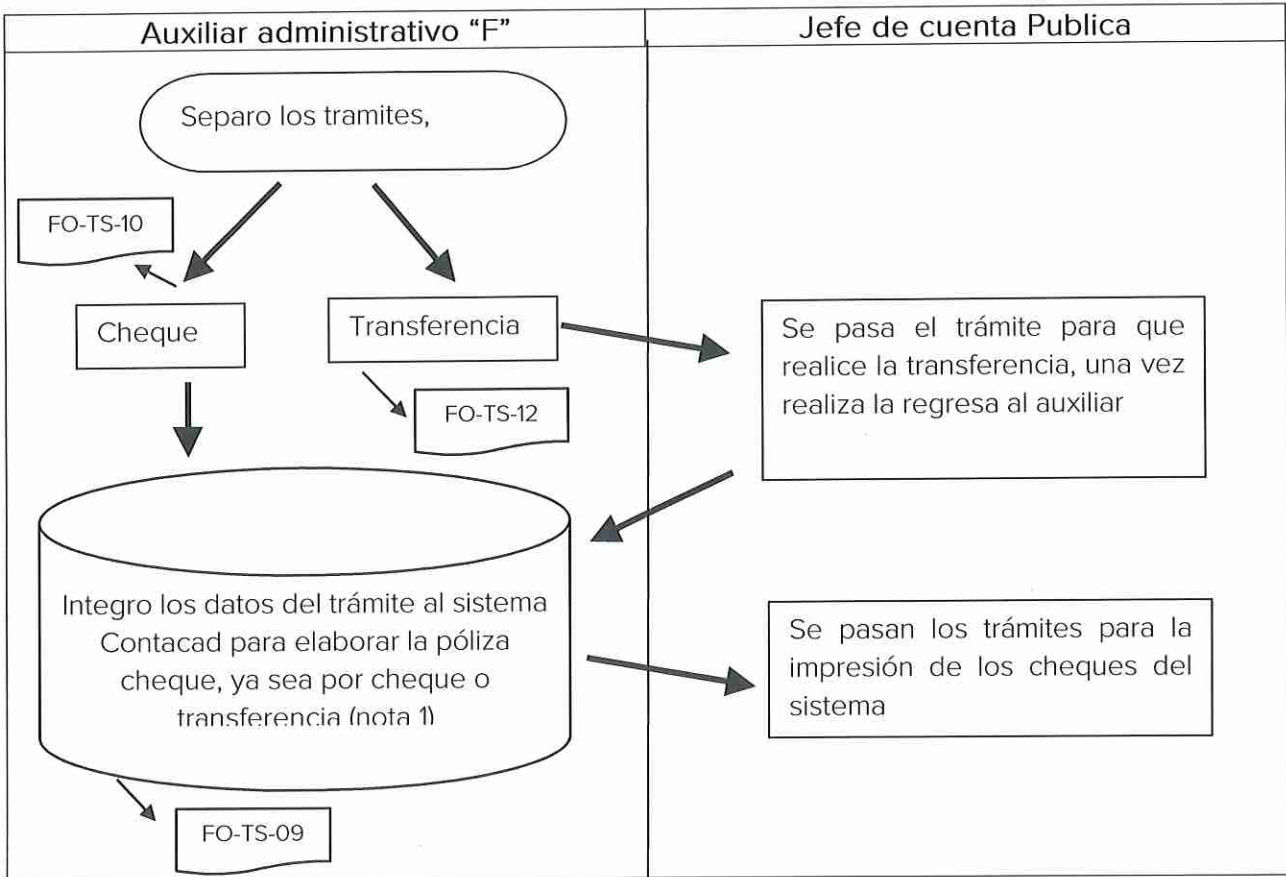 Auxiliar administrativo “F”
Jefe de cuenta Publica
Separo los tramites,
FO-TS-10
Cheque
Transferencia
FO-TS-12
Se pasa el trámite para que
realice la transferencia, una vez
realiza la regresa al auxiliar
Integro los datos del trámite al sistema
Contacad para elaborar la póliza
cheque, ya sea por cheque o
transferencia (nota 1)
FO-TS-09
Se pasan los trámites para la
impresión de los cheques del
sistema